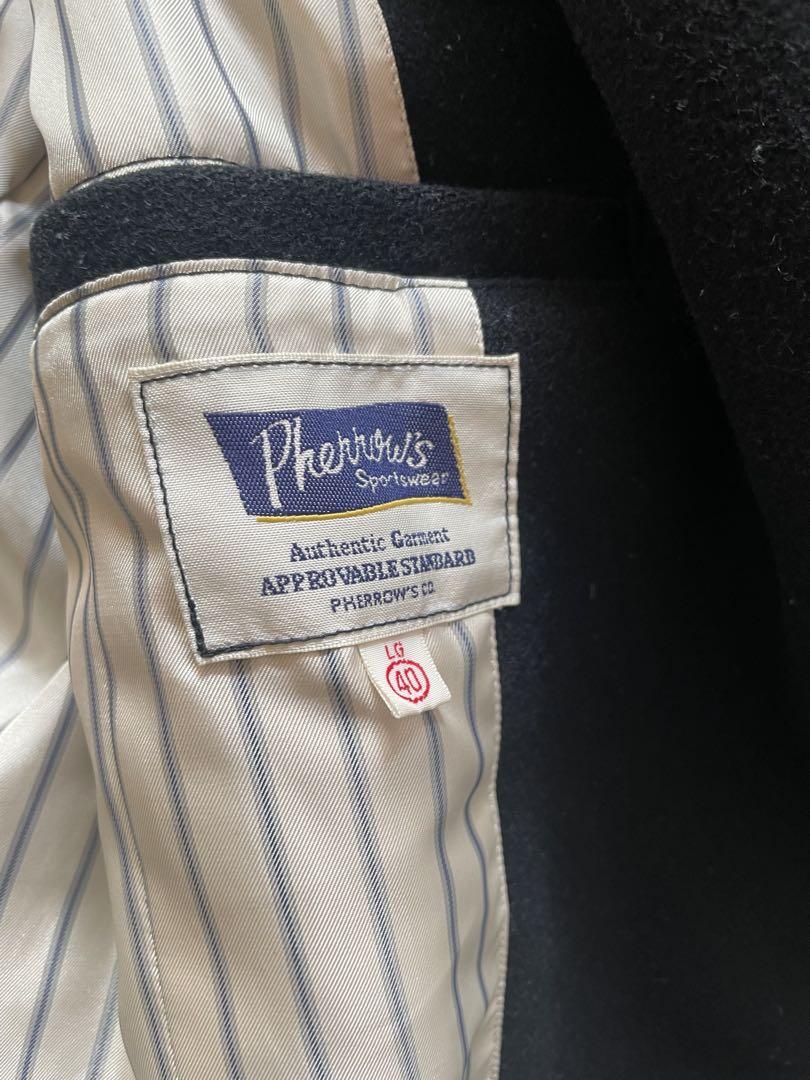 Pherrow's
Sportswear
Authentic Garment
APPROVABLE STANDARD
PHERROW'S CO.
LG
40